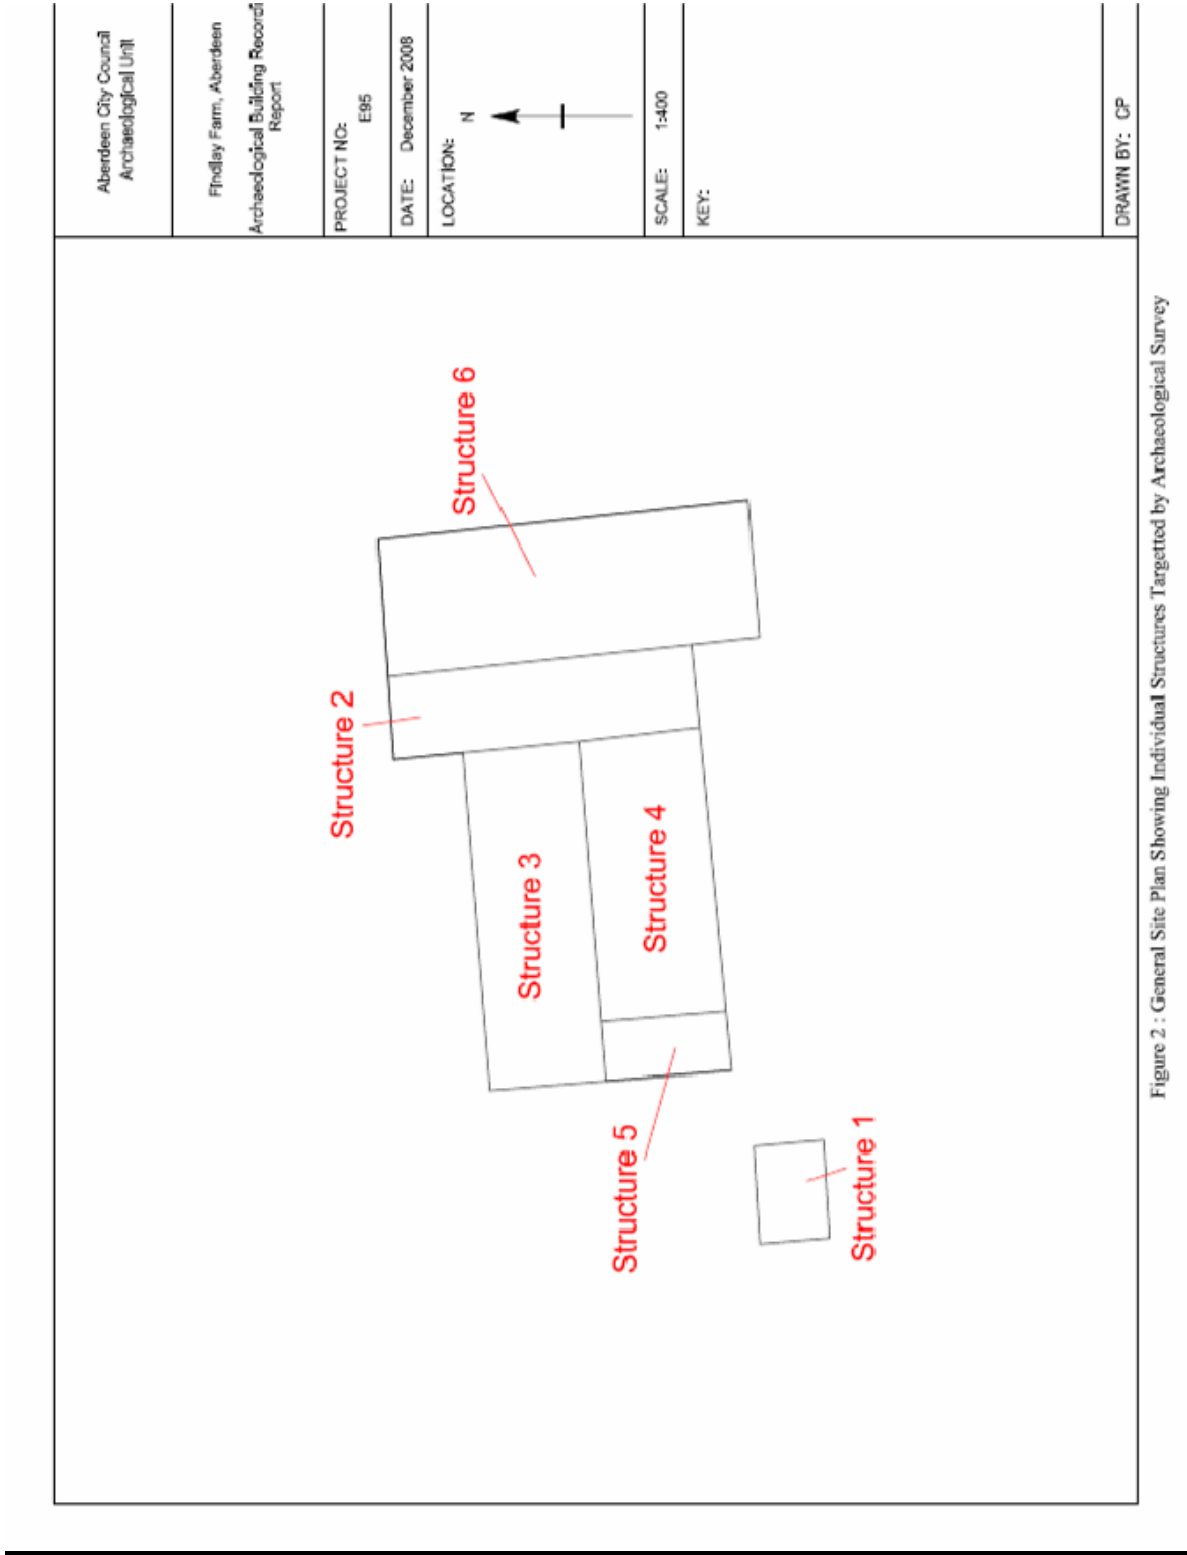 Aberdeen City Council
Archaeological Unit
Findlay Farm, Aberdeen
Archaeological Building Recordi
Report
PROJECT NO:
E95
DATE: December 2008
LOCATION:
N
SCALE: 1:400
KEY:
DRAWN BY: CP
Structure 6
Structure 2
Structure 3
Structure 4
Structure 5
Structure 1
Figure 2 : General Site Plan Showing Individual Structures Targetted by Archaeological Survey